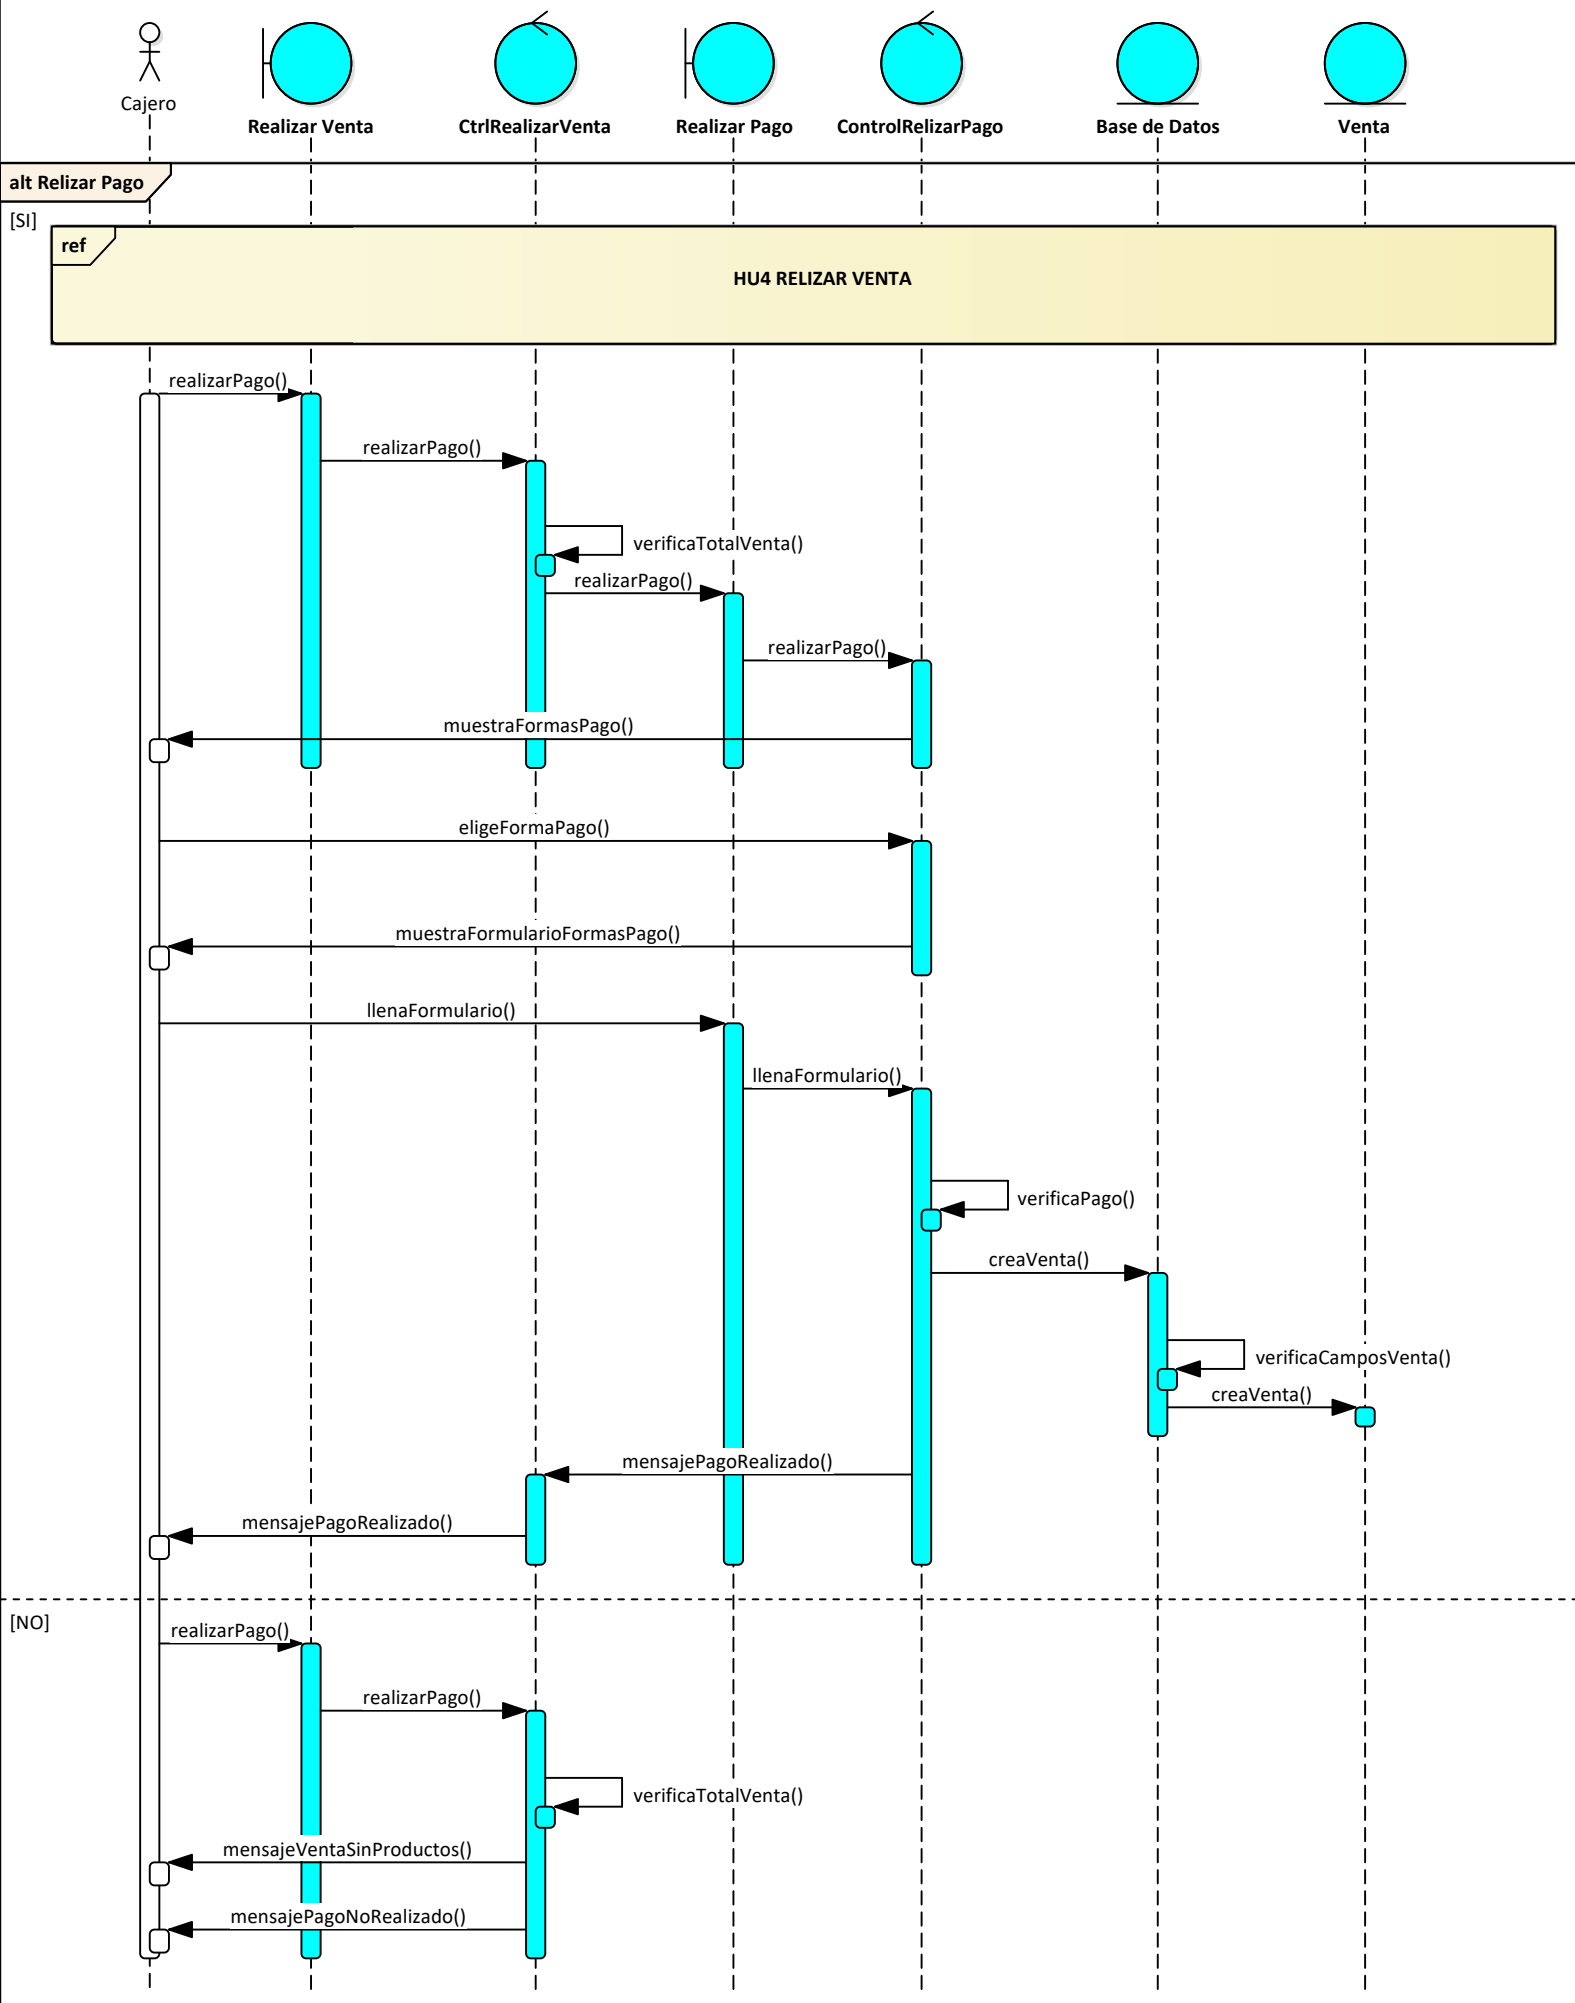 Cajero
Realizar Venta
CtrlRealizarVenta
Realizar Pago
ControlRelizarPago
Base de Datos
Venta
alt Relizar Pago
[SI]
ref
HU4 RELIZAR VENTA
realizarPago()
realizarPago()
verificaTotalVenta()
realizarPago()
realizarPago()
muestraFormasPago()
eligeFormaPago()
muestraFormularioFormasPago()
llenaFormulario()
llenaFormulario()
verificaPago()
creaVenta()
verificaCamposVenta()
creaVenta()
mensajePagoRealizado()
mensajePagoRealizado()
[NO]
realizarPago()
realizarPago()
verificaTotalVenta()
mensajeVentaSinProductos()
mensajePagoNoRealizado()